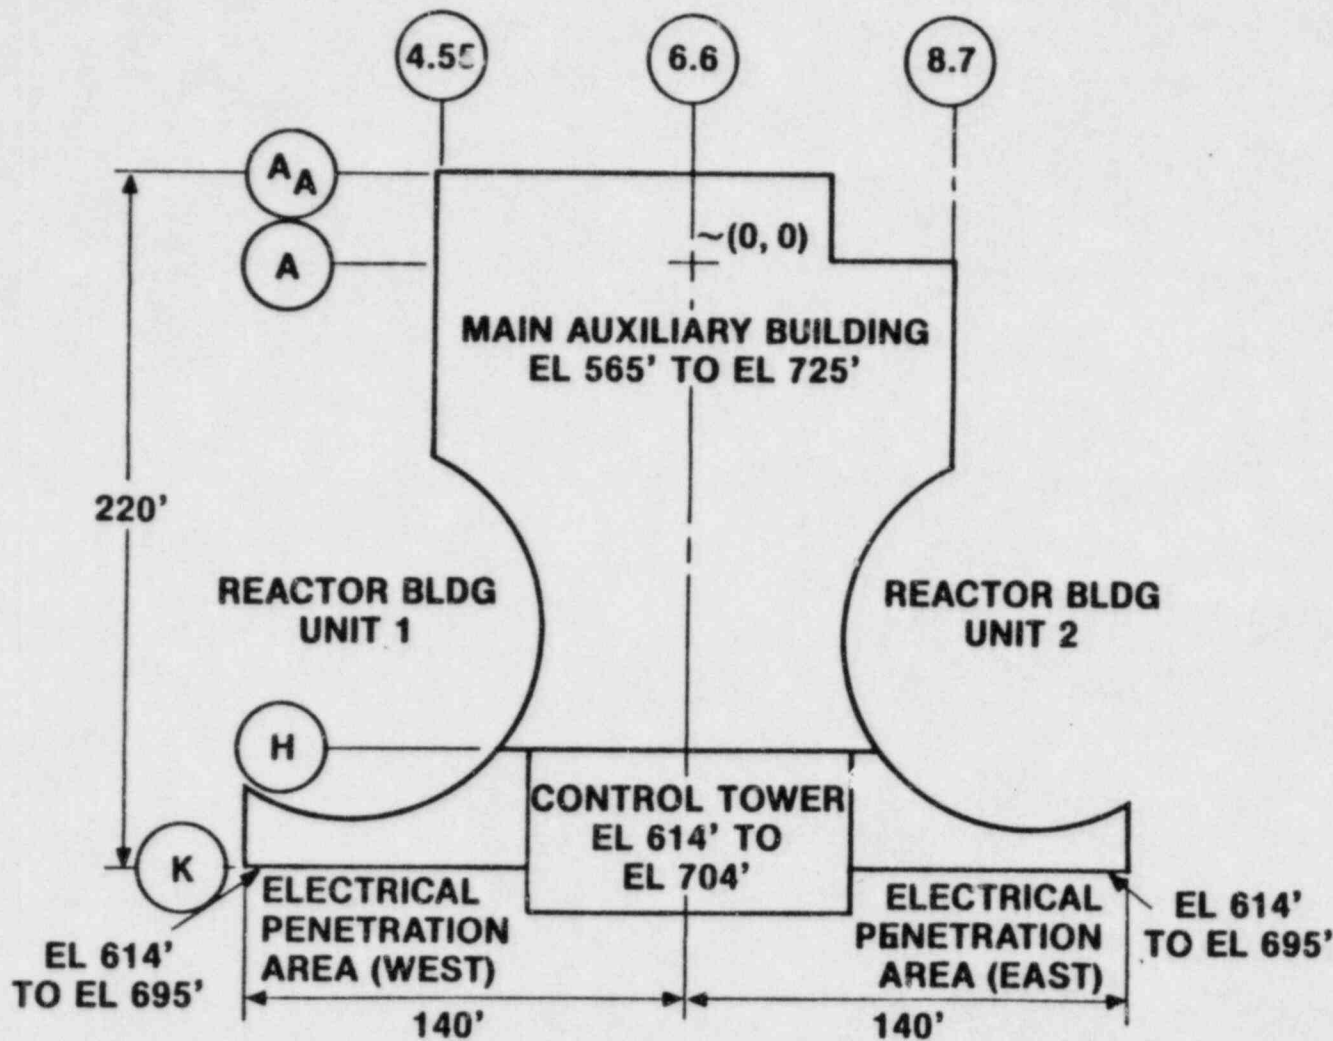 4.55
6.6
8.7
AA
A
~(0, 0)
MAIN AUXILIARY BUILDING
EL 565' TO EL 725'
220'
REACTOR BLDG
UNIT 1
REACTOR BLDG
UNIT 2
H
CONTROL TOWER
EL 614' TO
EL 704'
K
ELECTRICAL
PENETRATION
AREA (WEST)
ELECTRICAL
PENETRATION
AREA (EAST)
EL 614'
TO EL 695'
EL 614'
TO EL 695'
140'
140'